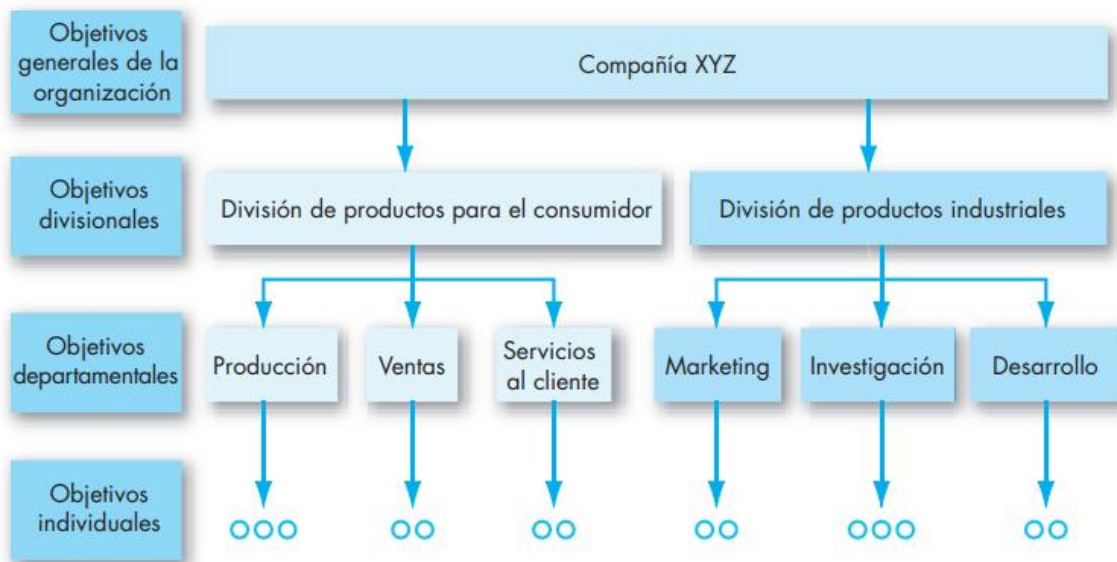 Objetivos
generales de la
organización
Compañía XYZ
Objetivos
divisionales
División de productos para el consumidor
División de productos industriales
Objetivos
departamentales
Producción
Ventas
Servicios
al cliente
Marketing
Investigación
Desarrollo
Objetivos
individuales